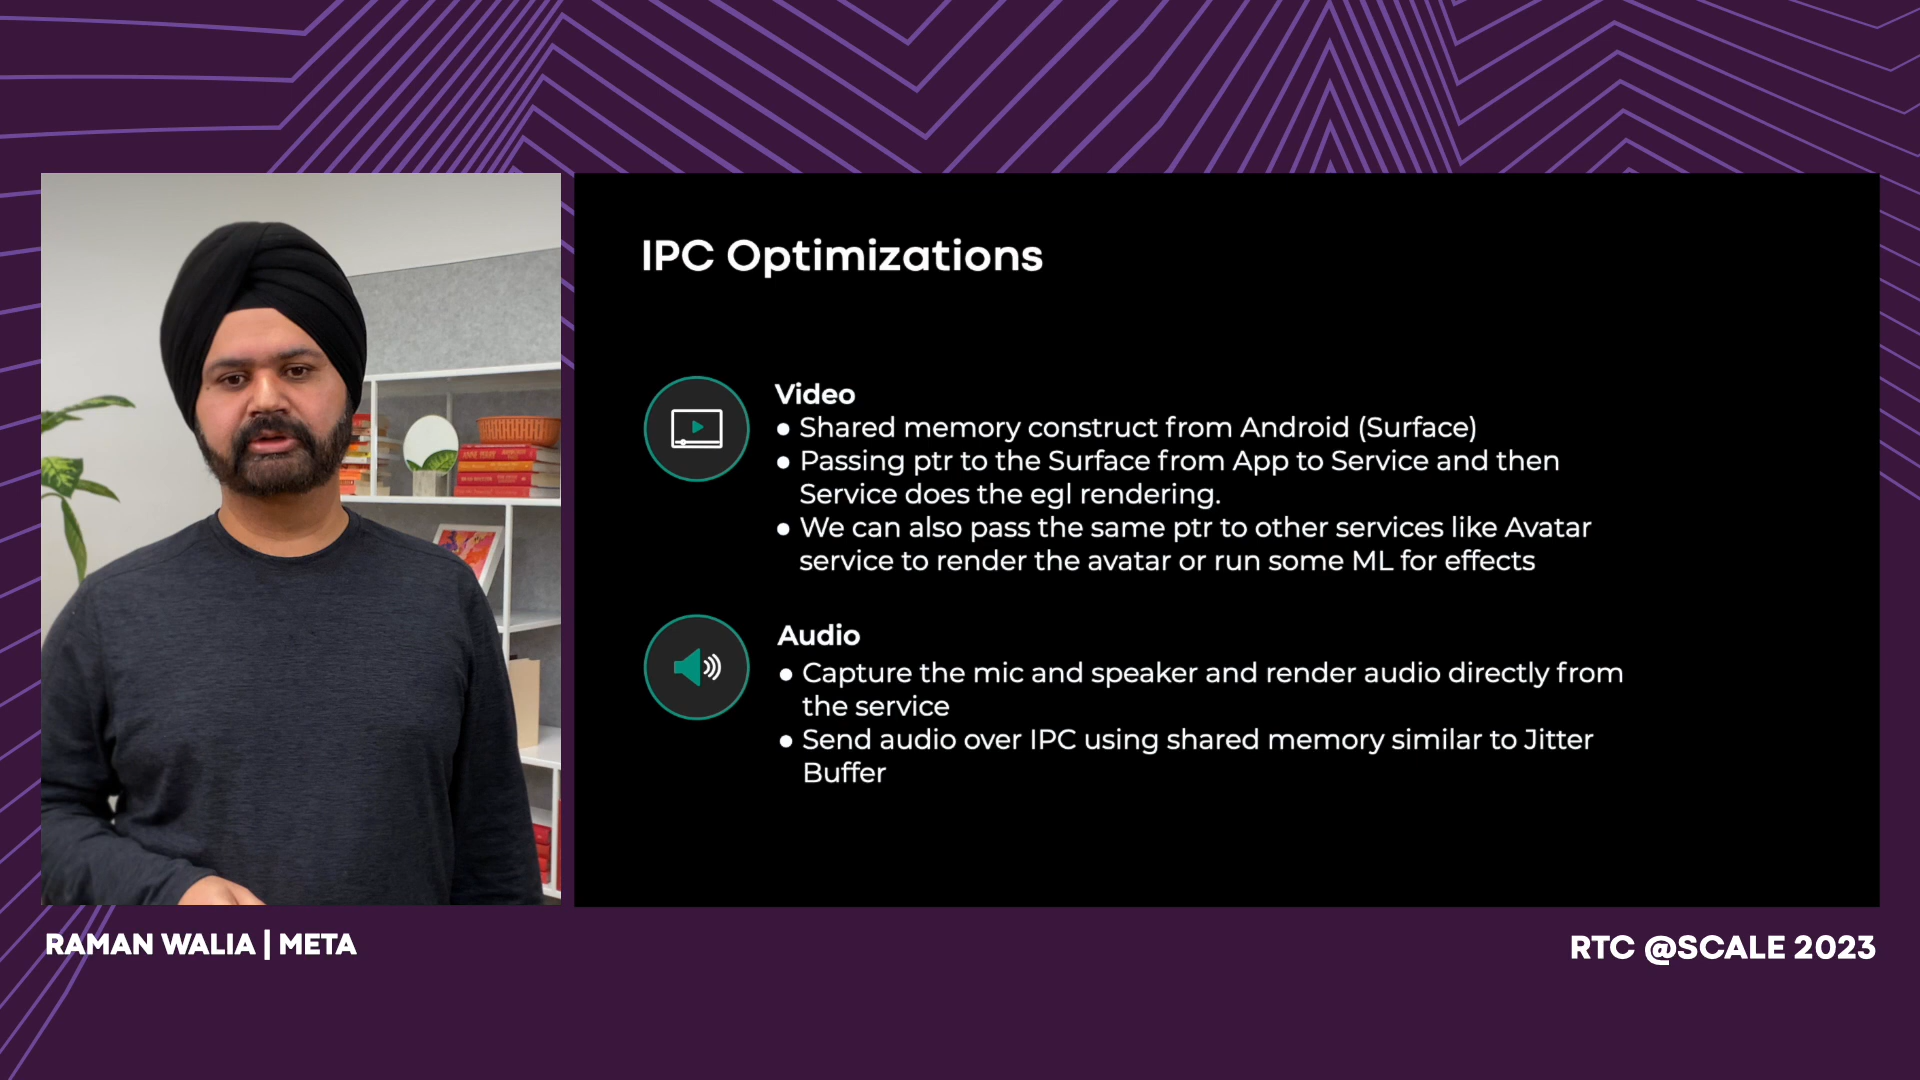 IPC Optimizations
Video
● Shared memory construct from Android (Surface)
● Passing ptr to the Surface from App to Service and then
Service does the egl rendering.
● We can also pass the same ptr to other services like Avatar
service to render the avatar or run some ML for effects
Audio
● Capture the mic and speaker and render audio directly from
the service
● Send audio over IPC using shared memory similar to Jitter
Buffer
RAMAN WALIA | META
RTC @SCALE 2023